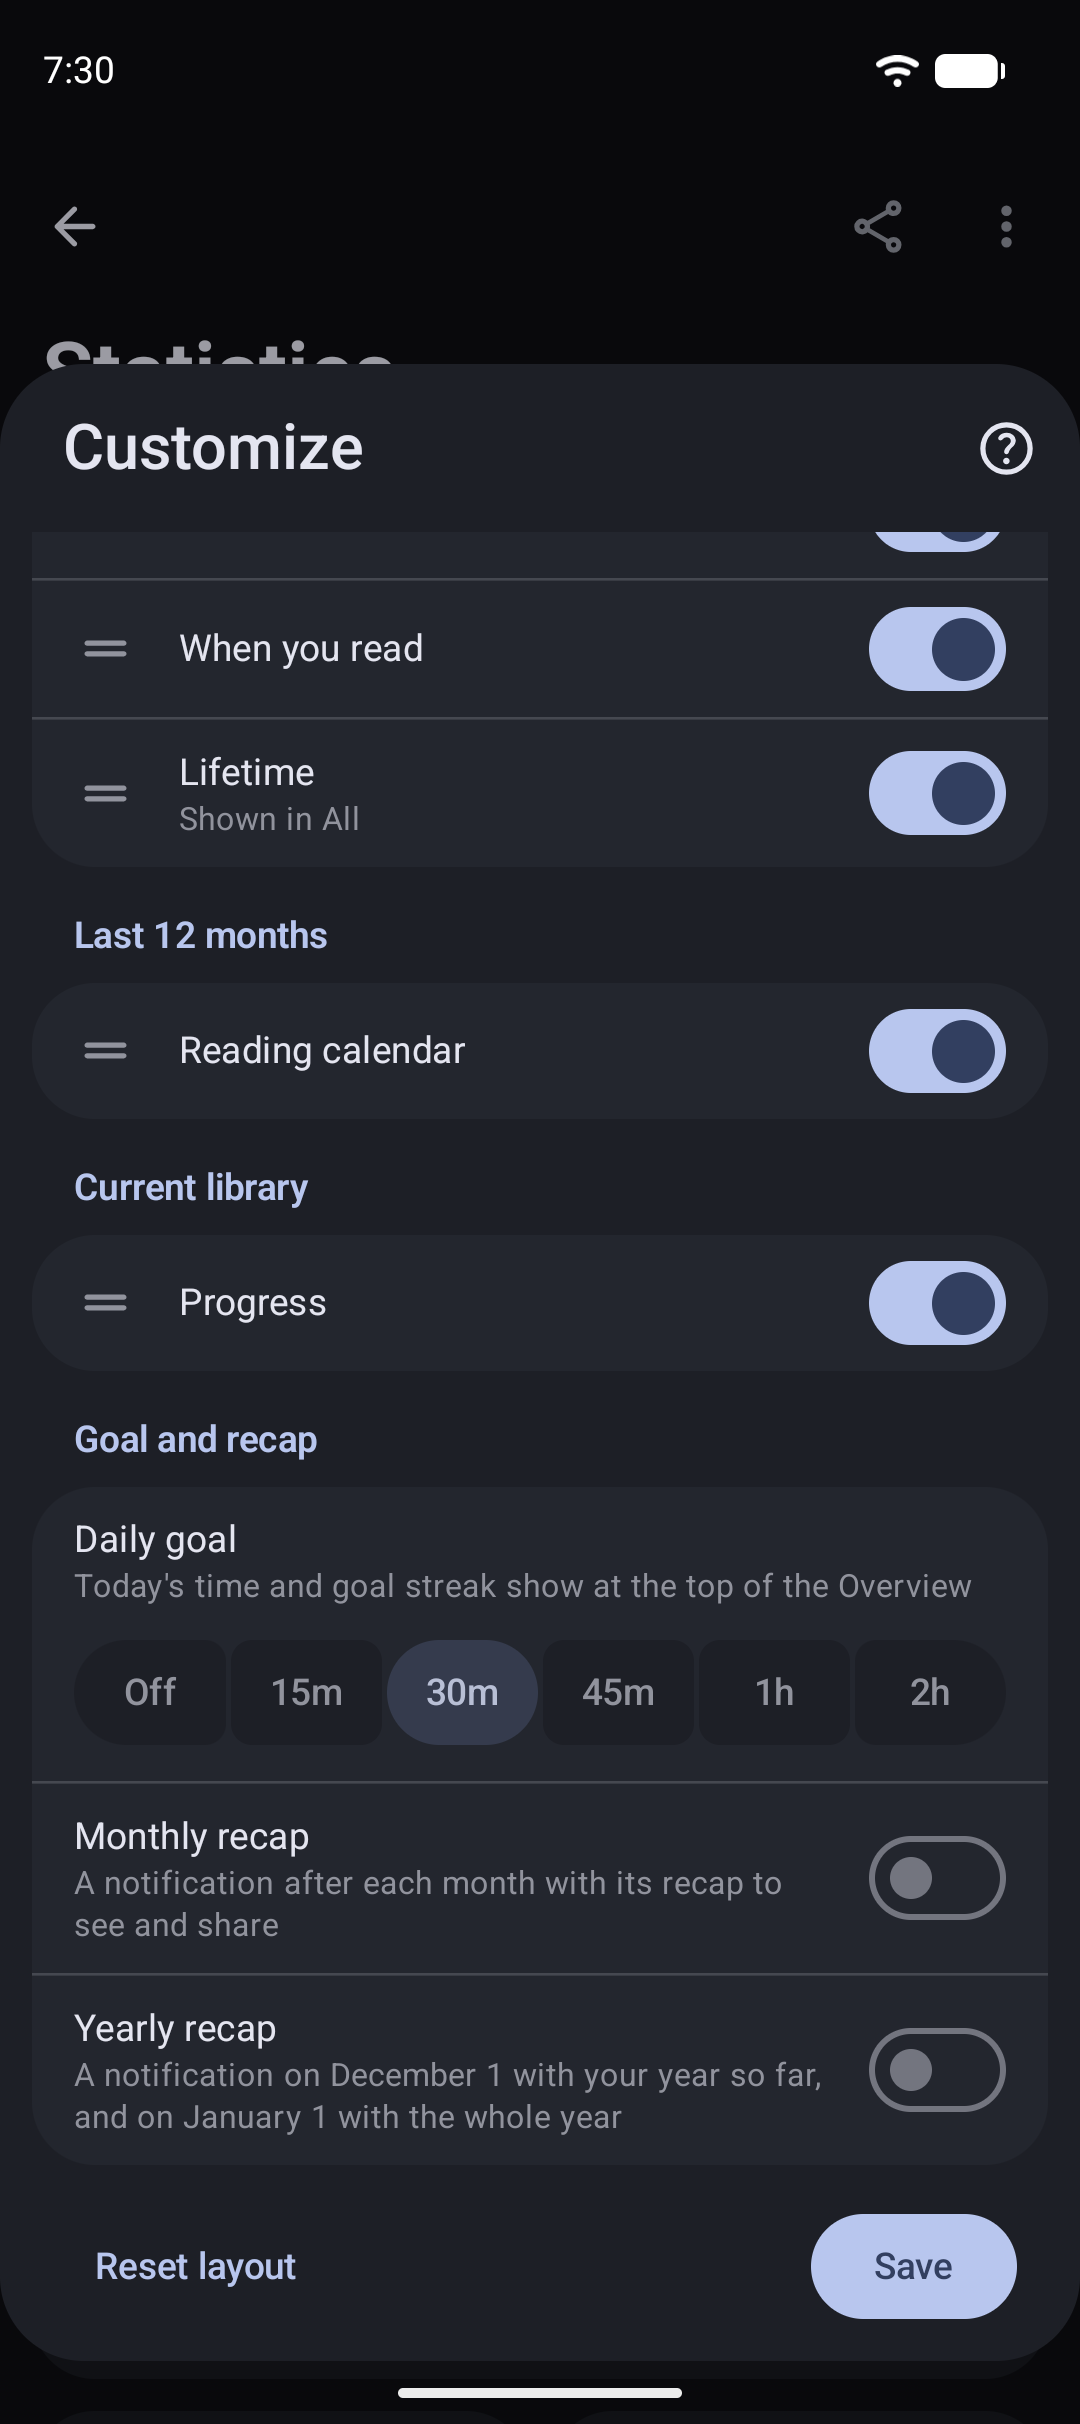 7:30
Statistics
Customize
When you read
Lifetime
Shown in All
Last 12 months
Reading calendar
Current library
Progress
Goal and recap
Daily goal
Today's time and goal streak show at the top of the Overview
Off 15m 30m 45m 1h 2h
Monthly recap
A notification after each month with its recap to
see and share
Yearly recap
A notification on December 1 with your year so far,
and on January 1 with the whole year
Reset layout Save